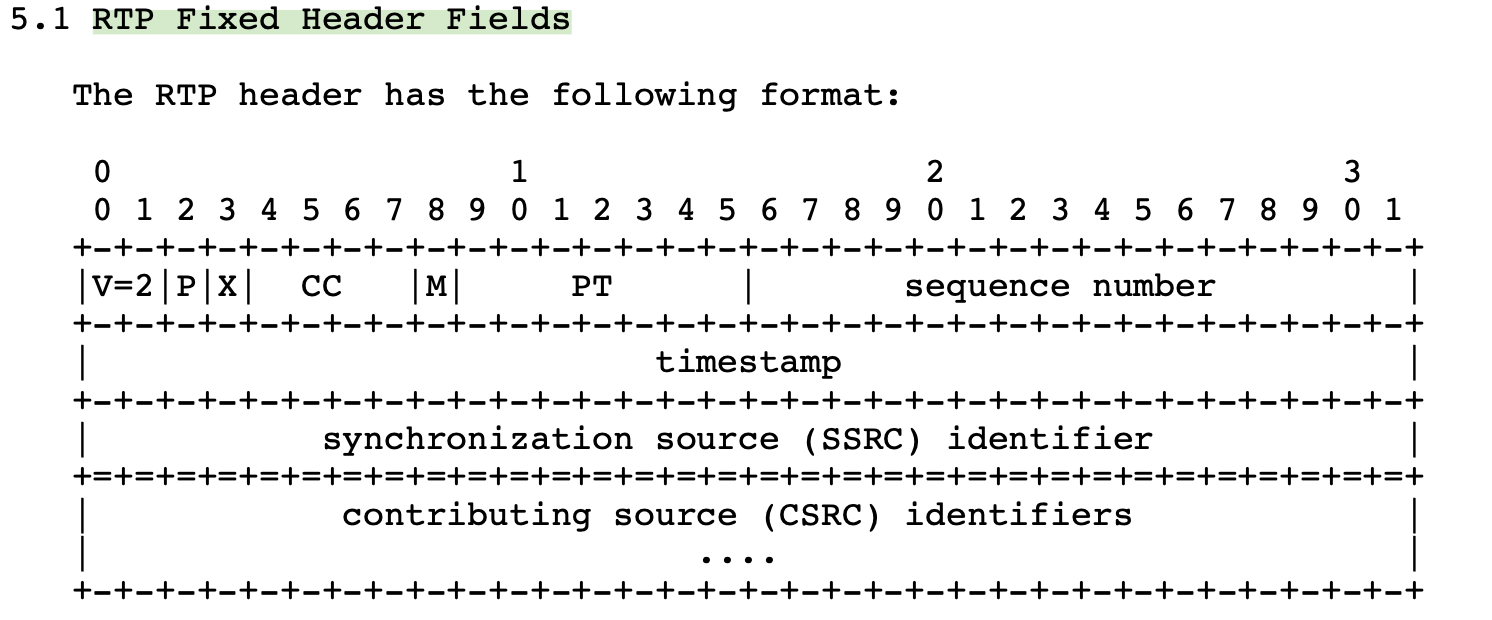 5.1 RTP Fixed Header Fields
The RTP header has the following format:
 0                   1                   2                   3
 0 1 2 3 4 5 6 7 8 9 0 1 2 3 4 5 6 7 8 9 0 1 2 3 4 5 6 7 8 9 0 1
+-+-+-+-+-+-+-+-+-+-+-+-+-+-+-+-+-+-+-+-+-+-+-+-+-+-+-+-+-+-+-+-+
|V=2|P|X|  CC   |M|     PT      |       sequence number         |
+-+-+-+-+-+-+-+-+-+-+-+-+-+-+-+-+-+-+-+-+-+-+-+-+-+-+-+-+-+-+-+-+
|                           timestamp                           |
+-+-+-+-+-+-+-+-+-+-+-+-+-+-+-+-+-+-+-+-+-+-+-+-+-+-+-+-+-+-+-+-+
|           synchronization source (SSRC) identifier            |
+=+=+=+=+=+=+=+=+=+=+=+=+=+=+=+=+=+=+=+=+=+=+=+=+=+=+=+=+=+=+=+=+
|            contributing source (CSRC) identifiers             |
|                             ....                              |
+-+-+-+-+-+-+-+-+-+-+-+-+-+-+-+-+-+-+-+-+-+-+-+-+-+-+-+-+-+-+-+-+